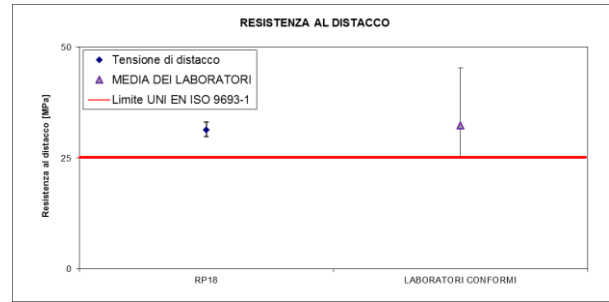 RESISTENZA AL DISTACCO
50
Tensione di distacco
MEDIA DEI LABORATORI
Limite UNI EN ISO 9693-1
Resistenza al distacco [MPa]
25
0
RP18
LABORATORI CONFORMI